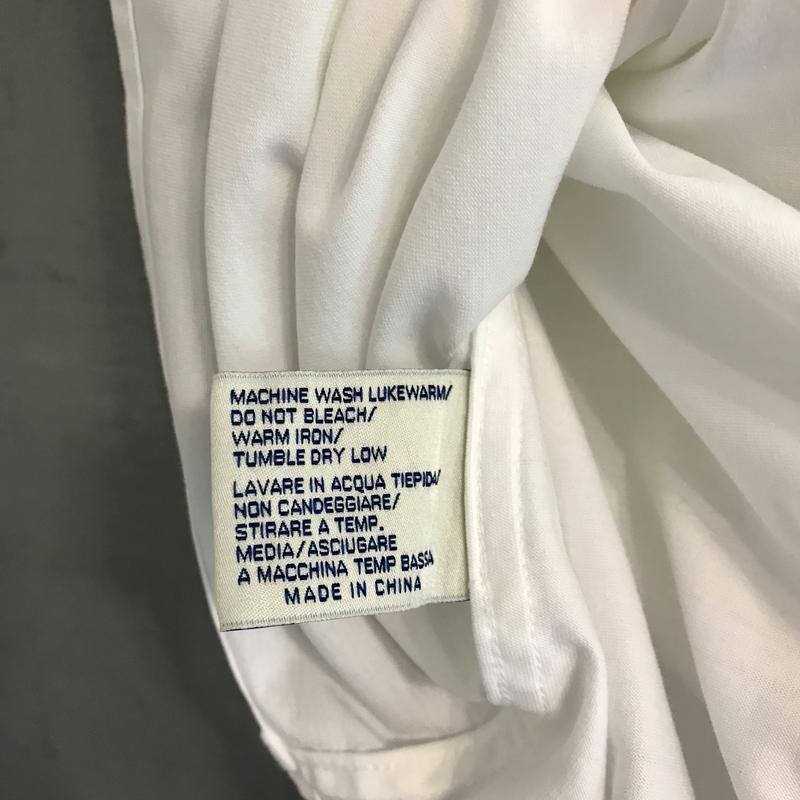 MACHINE WASH LUKEWARM/
DO NOT BLEACH/
WARM IRON/
TUMBLE DRY LOW
LAVARE IN ACQUA TIEPIDA/
NON CANDEGGIARE/
STIRARE A TEMP.
MEDIA/ASCIUGARE
A MACCHINA TEMP BASSA
MADE IN CHINA